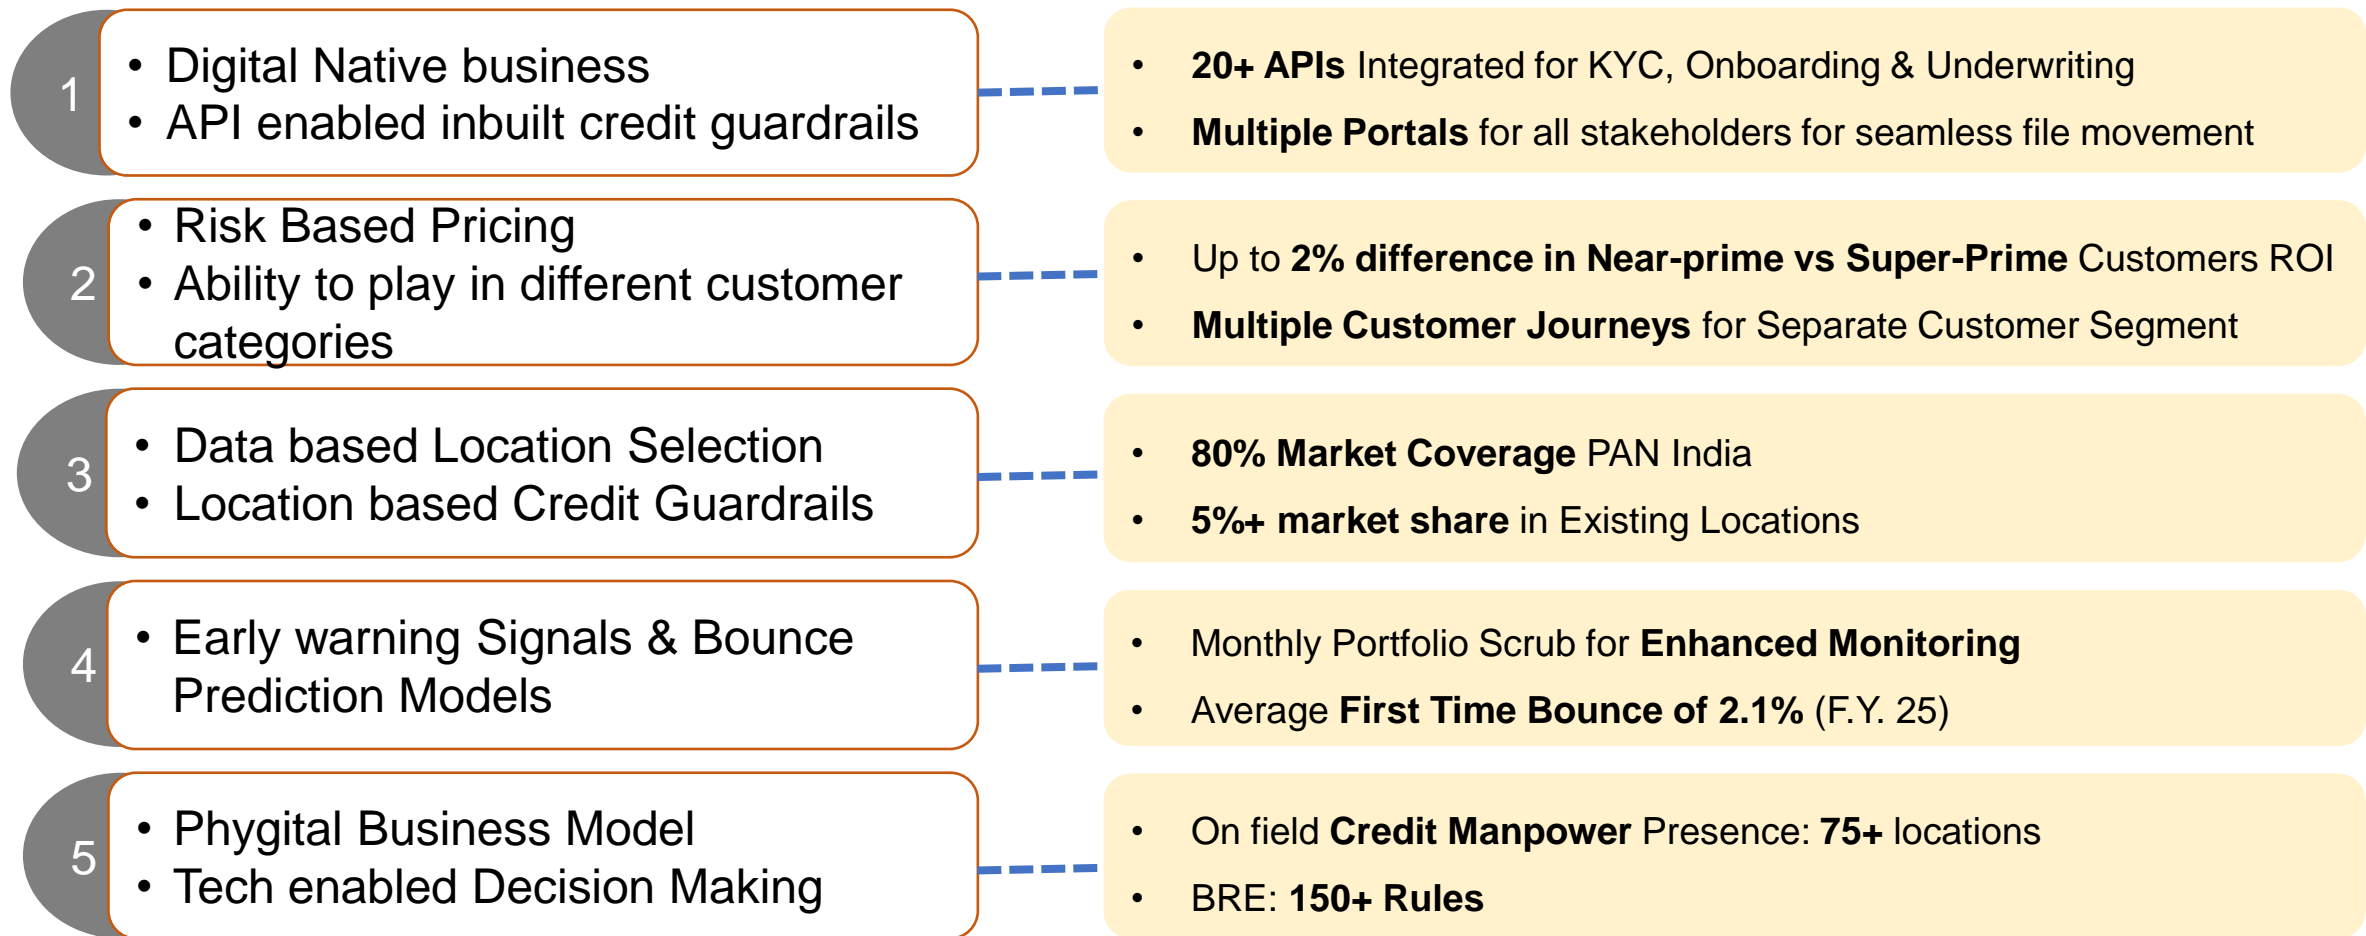 1
• Digital Native business
• API enabled inbuilt credit guardrails
• 20+ APIs Integrated for KYC, Onboarding & Underwriting
• Multiple Portals for all stakeholders for seamless file movement
2
• Risk Based Pricing
• Ability to play in different customer
categories
• Up to 2% difference in Near-prime vs Super-Prime Customers ROI
• Multiple Customer Journeys for Separate Customer Segment
3
• Data based Location Selection
• Location based Credit Guardrails
• 80% Market Coverage PAN India
• 5%+ market share in Existing Locations
4
• Early warning Signals & Bounce
Prediction Models
• Monthly Portfolio Scrub for Enhanced Monitoring
• Average First Time Bounce of 2.1% (F.Y. 25)
5
• Phygital Business Model
• Tech enabled Decision Making
• On field Credit Manpower Presence: 75+ locations
• BRE: 150+ Rules